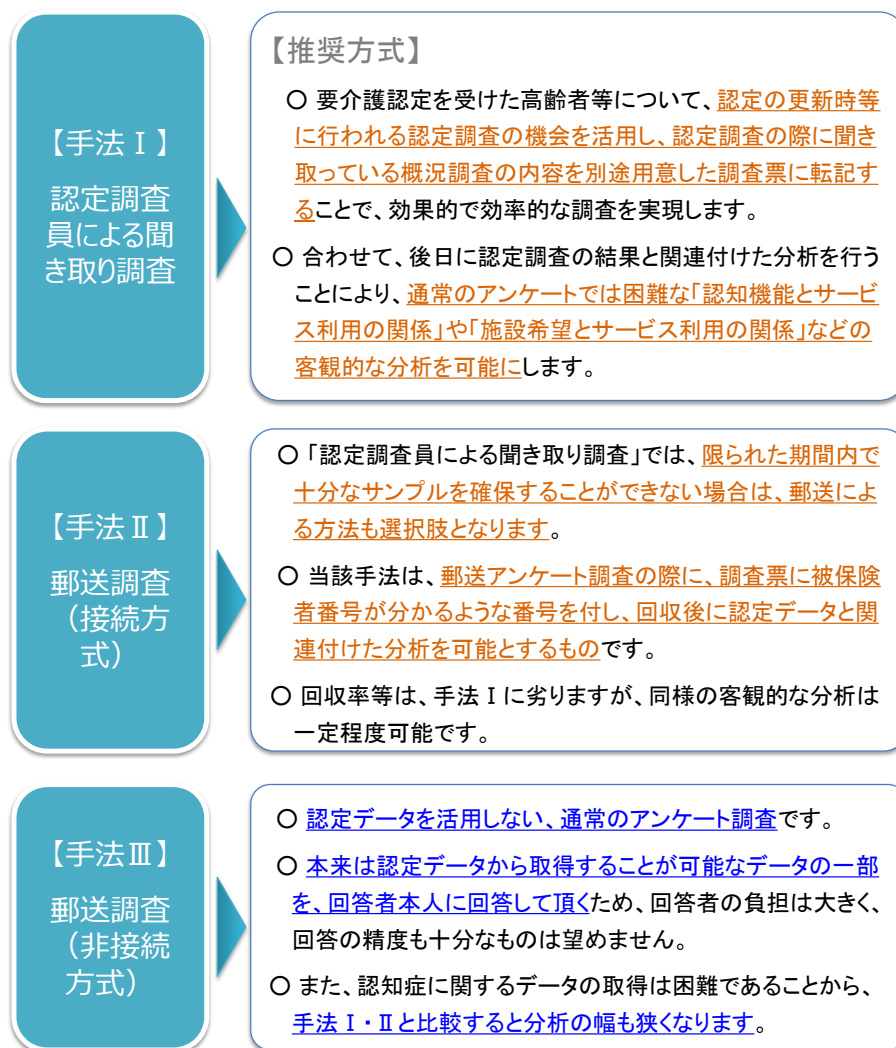 【手法Ⅰ】
認定調査
員による聞
き取り調査
【推奨方式】
〇 要介護認定を受けた高齢者等について、認定の更新時等
に行われる認定調査の機会を活用し、認定調査の際に聞き
取っている概況調査の内容を別途用意した調査票に転記す
ることで、効果的で効率的な調査を実現します。
〇 合わせて、後日に認定調査の結果と関連付けた分析を行う
ことにより、通常のアンケートでは困難な「認知機能とサービ
ス利用の関係」や「施設希望とサービス利用の関係」などの
客観的な分析を可能にします。
【手法Ⅱ】
郵送調査
（接続方
式）
〇 「認定調査員による聞き取り調査」では、限られた期間内で
十分なサンプルを確保することができない場合は、郵送によ
る方法も選択肢となります。
〇 当該手法は、郵送アンケート調査の際に、調査票に被保険
者番号が分かるような番号を付し、回収後に認定データと関
連付けた分析を可能とするものです。
〇 回収率等は、手法Ⅰに劣りますが、同様の客観的な分析は
一定程度可能です。
【手法Ⅲ】
郵送調査
（非接続
方式）
〇 認定データを活用しない、通常のアンケート調査です。
〇 本来は認定データから取得することが可能なデータの一部
を、回答者本人に回答して頂くため、回答者の負担は大きく、
回答の精度も十分なものは望めません。
〇 また、認知症に関するデータの取得は困難であることから、
手法Ⅰ・Ⅱと比較すると分析の幅も狭くなります。